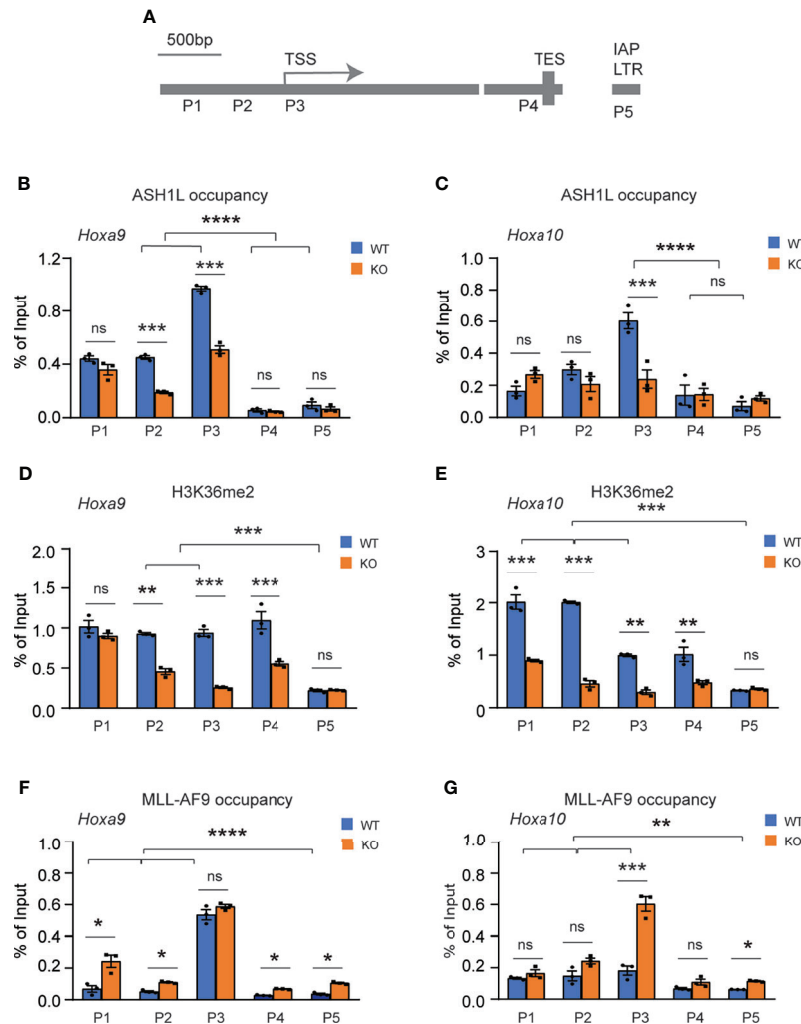 A
500bp
TSS
TES
IAP
LTR
P1 P2 P3 P4 P5
B
ASH1L occupancy
Hoxa9
****
WT
KO
% of Input
1.2
0.8
0.4
0.0
ns
***
***
ns
ns
P1 P2 P3 P4 P5
C
ASH1L occupancy
Hoxa10
****
WT
KO
% of Input
1.0
0.8
0.6
0.4
0.2
0.0
ns
ns
***
ns
P1 P2 P3 P4 P5
D
H3K36me2
Hoxa9
***
WT
KO
% of Input
2.0
1.5
1.0
0.5
0.0
ns
**
***
***
ns
P1 P2 P3 P4 P5
E
H3K36me2
Hoxa10
***
WT
KO
% of Input
3
2
1
0.0
***
***
**
**
ns
P1 P2 P3 P4 P5
F
MLL-AF9 occupancy
Hoxa9
****
WT
KO
% of Input
1.0
0.8
0.6
0.4
0.2
0.0
*
*
ns
*
*
P1 P2 P3 P4 P5
G
MLL-AF9 occupancy
Hoxa10
**
WT
KO
% of Input
1.0
0.8
0.6
0.4
0.2
0.0
ns
ns
***
ns
*
P1 P2 P3 P4 P5